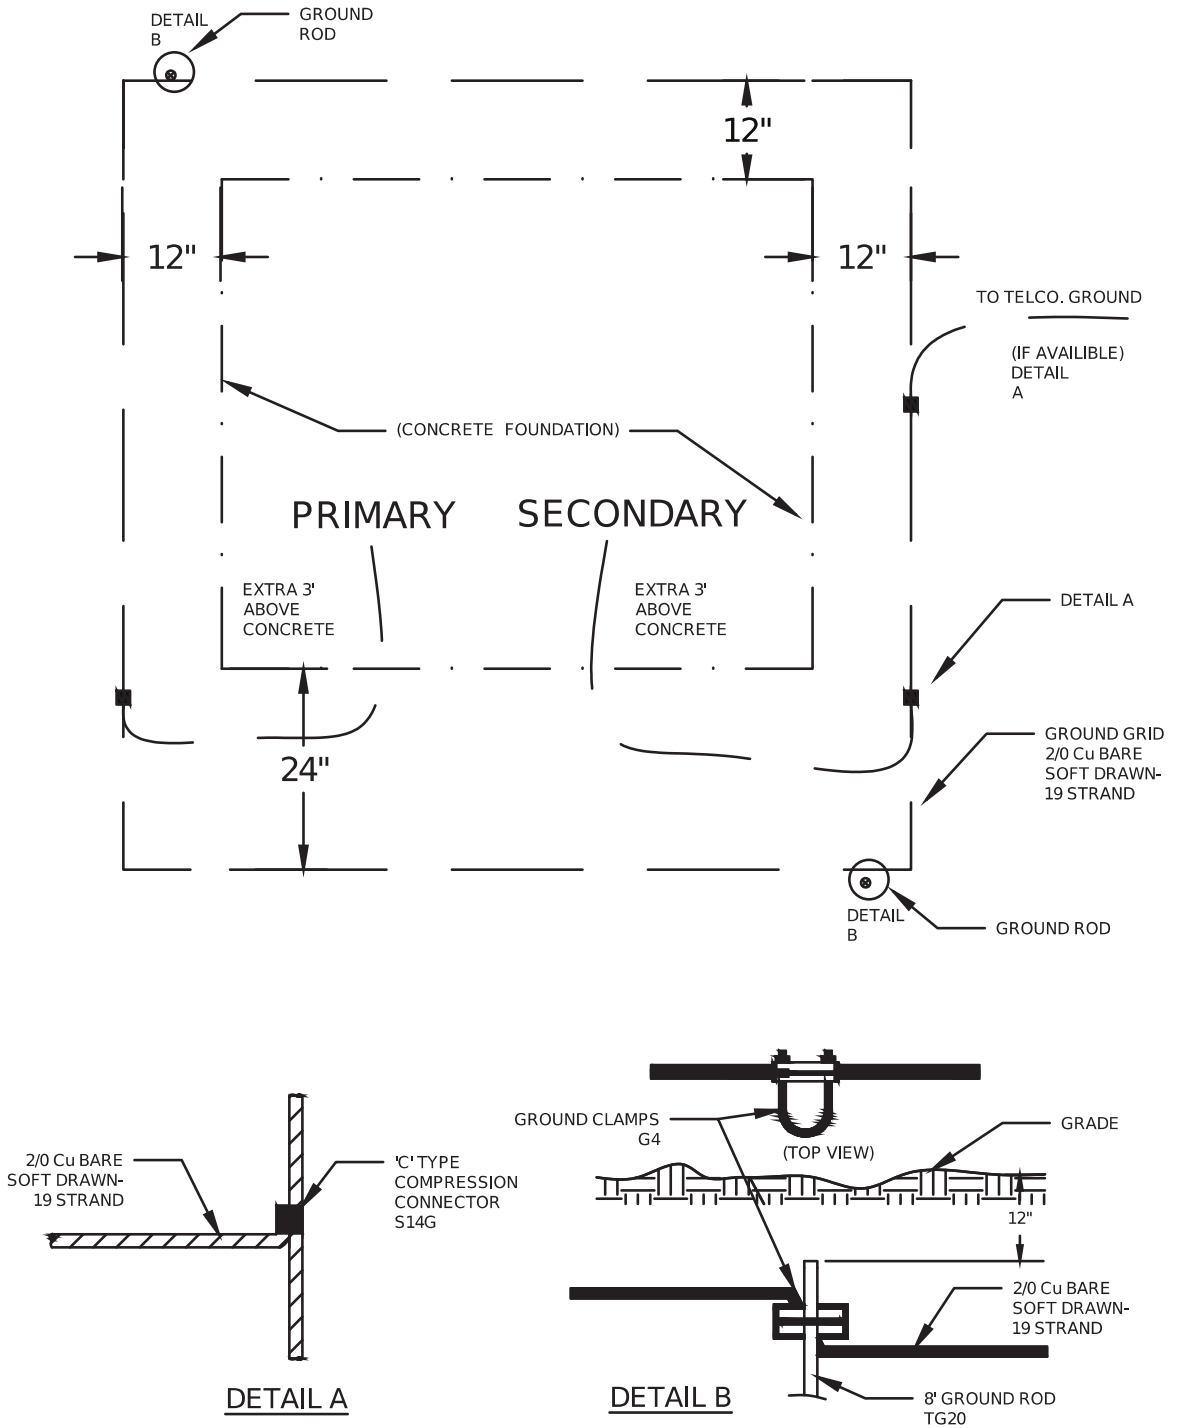 DETAIL
B
GROUND
ROD
12"
12"
12"
TO TELCO. GROUND
(IF AVAILIBLE)
DETAIL
A
(CONCRETE FOUNDATION)
PRIMARY
SECONDARY
EXTRA 3'
ABOVE
CONCRETE
EXTRA 3'
ABOVE
CONCRETE
DETAIL A
24"
GROUND GRID
2/0 Cu BARE
SOFT DRAWN-
19 STRAND
DETAIL
B
GROUND ROD
2/0 Cu BARE
SOFT DRAWN-
19 STRAND
'C' TYPE
COMPRESSION
CONNECTOR
S14G
DETAIL A
GROUND CLAMPS
G4
(TOP VIEW)
GRADE
12"
2/0 Cu BARE
SOFT DRAWN-
19 STRAND
8' GROUND ROD
TG20
DETAIL B